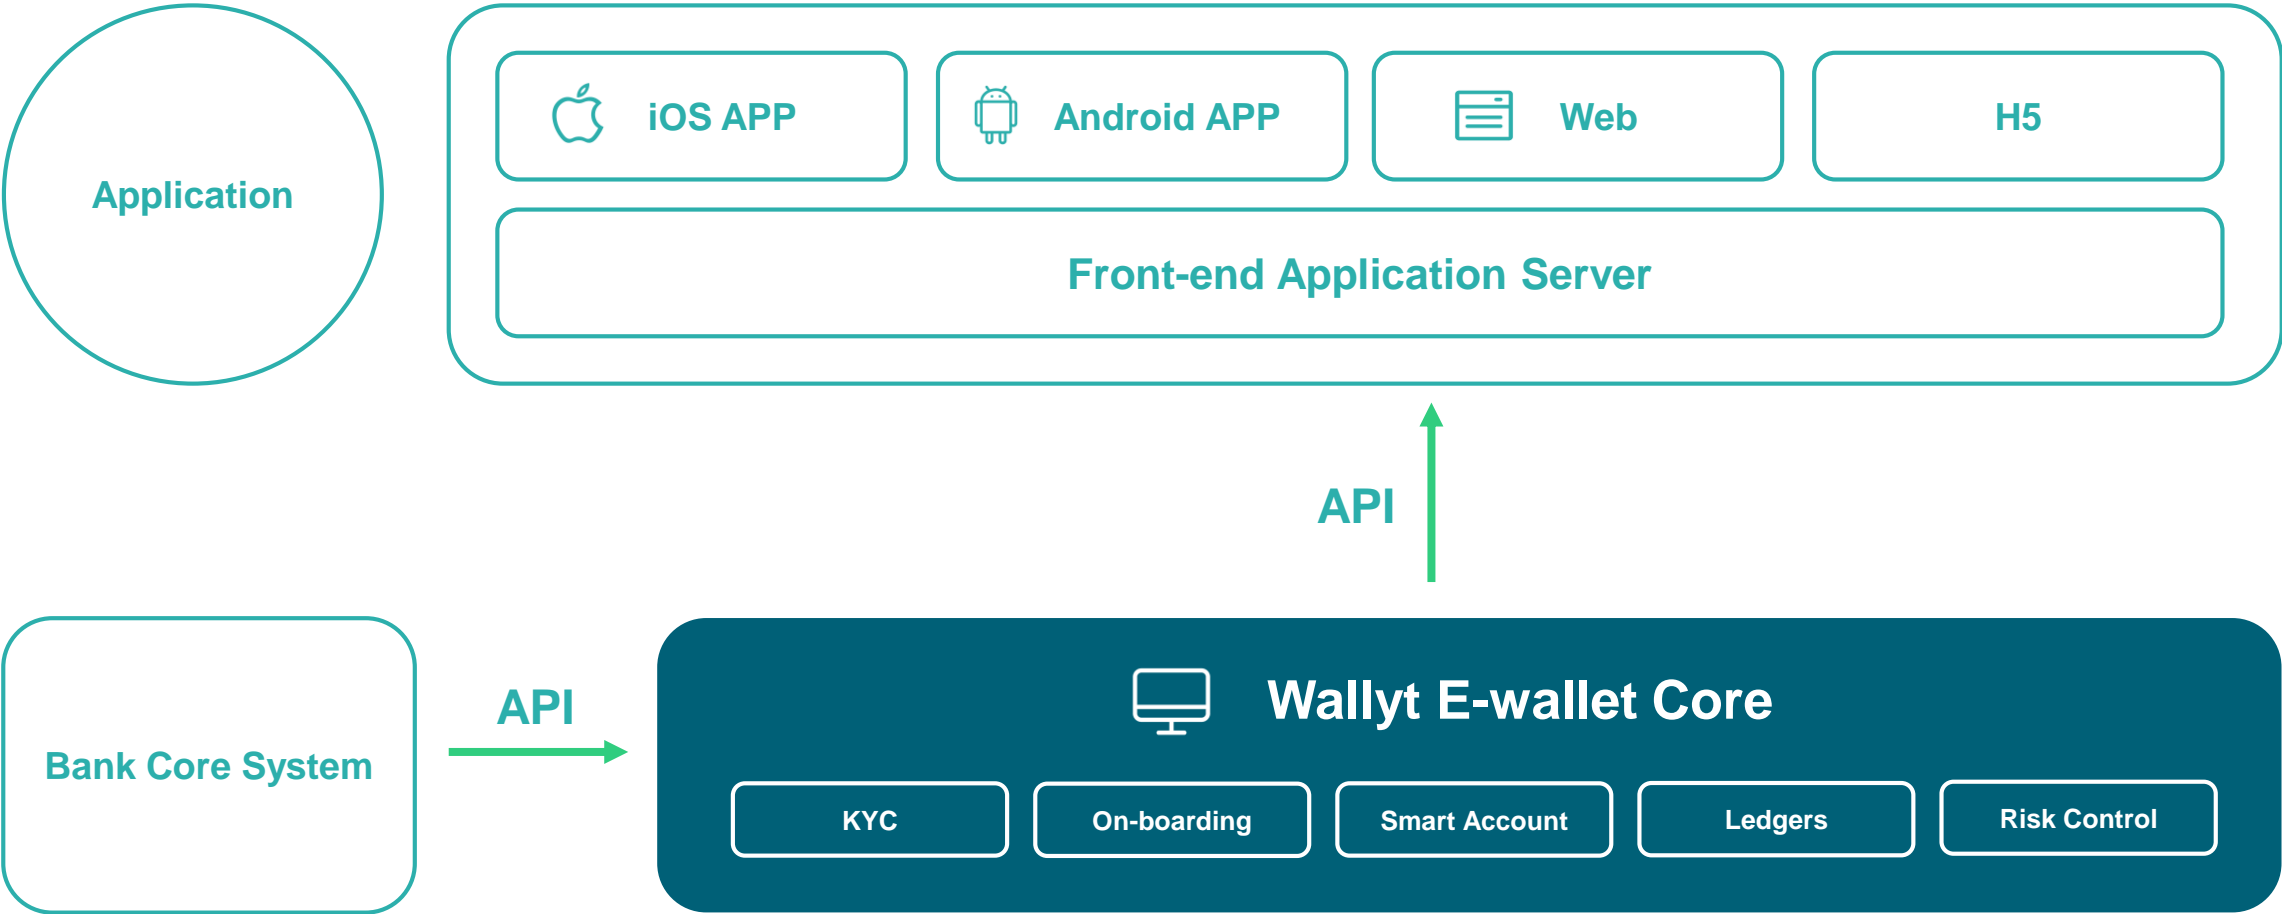 Application
iOS APP
Android APP
Web
H5
Front-end Application Server
API
Bank Core System
API
Wallyt E-wallet Core
KYC
On-boarding
Smart Account
Ledgers
Risk Control